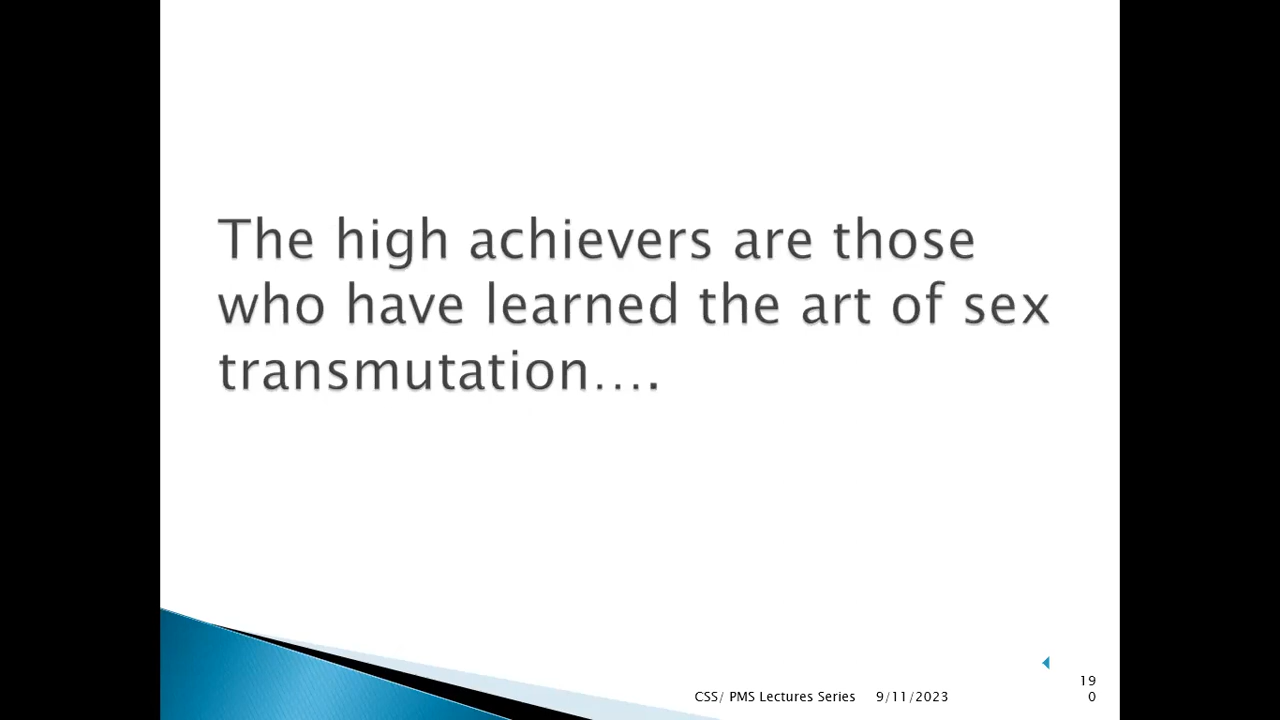 The high achievers are those
who have learned the art of sex
transmutation….
CSS/ PMS Lectures Series 9/11/2023
19
0